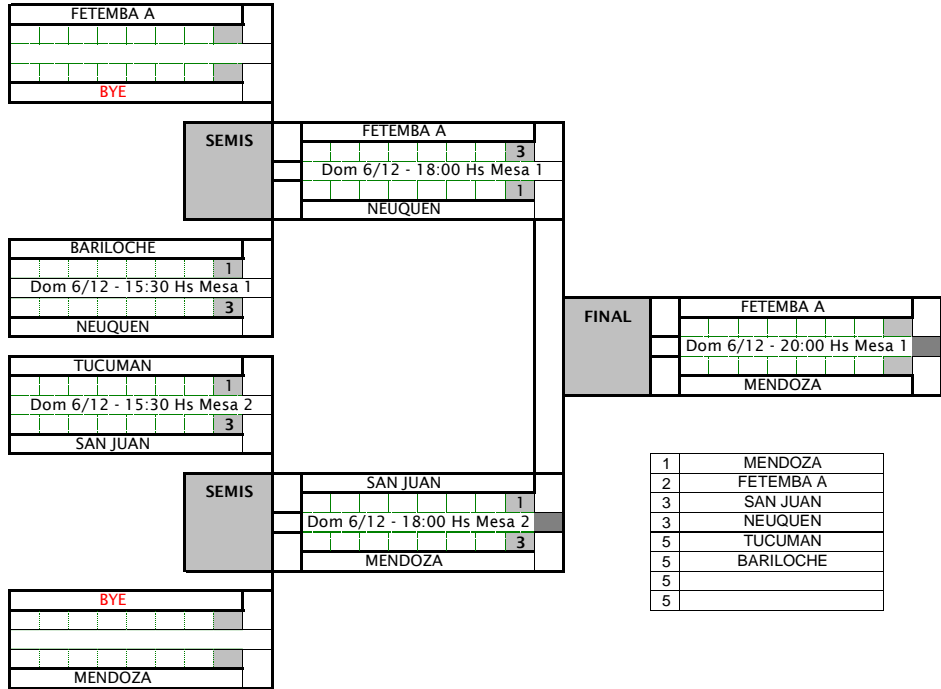 FETEMBA A
BYE
SEMIS
FETEMBA A
3
Dom 6/12 - 18:00 Hs Mesa 1
1
NEUQUEN
BARILOCHE
1
Dom 6/12 - 15:30 Hs Mesa 1
3
NEUQUEN
FINAL
FETEMBA A
Dom 6/12 - 20:00 Hs Mesa 1
MENDOZA
TUCUMAN
1
Dom 6/12 - 15:30 Hs Mesa 2
3
SAN JUAN
SEMIS
SAN JUAN
1
Dom 6/12 - 18:00 Hs Mesa 2
3
MENDOZA
BYE
MENDOZA
1 MENDOZA
2 FETEMBA A
3 SAN JUAN
3 NEUQUEN
5 TUCUMAN
5 BARILOCHE
5
5